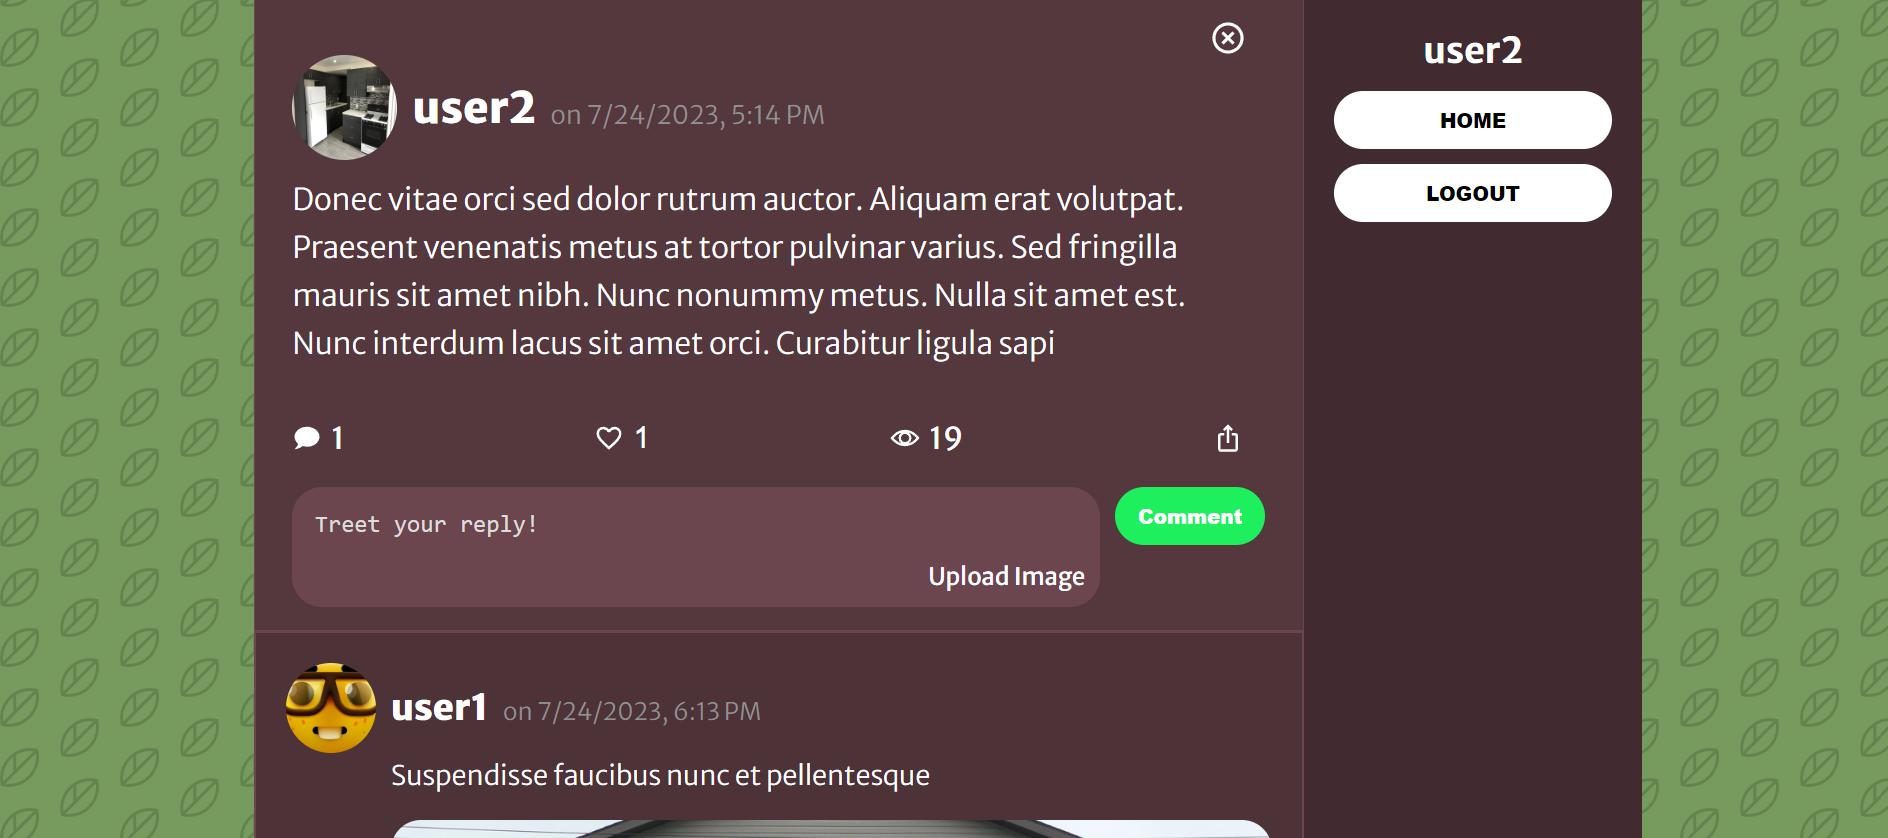 user2 on 7/24/2023, 5:14 PM
Donec vitae orci sed dolor rutrum auctor. Aliquam erat volutpat.
Praesent venenatis metus at tortor pulvinar varius. Sed fringilla
mauris sit amet nibh. Nunc nonummy metus. Nulla sit amet est.
Nunc interdum lacus sit amet orci. Curabitur ligula sapi
1 1 19
Treet your reply!
Upload Image
Comment
user1 on 7/24/2023, 6:13 PM
Suspendisse faucibus nunc et pellentesque
user2
HOME
LOGOUT